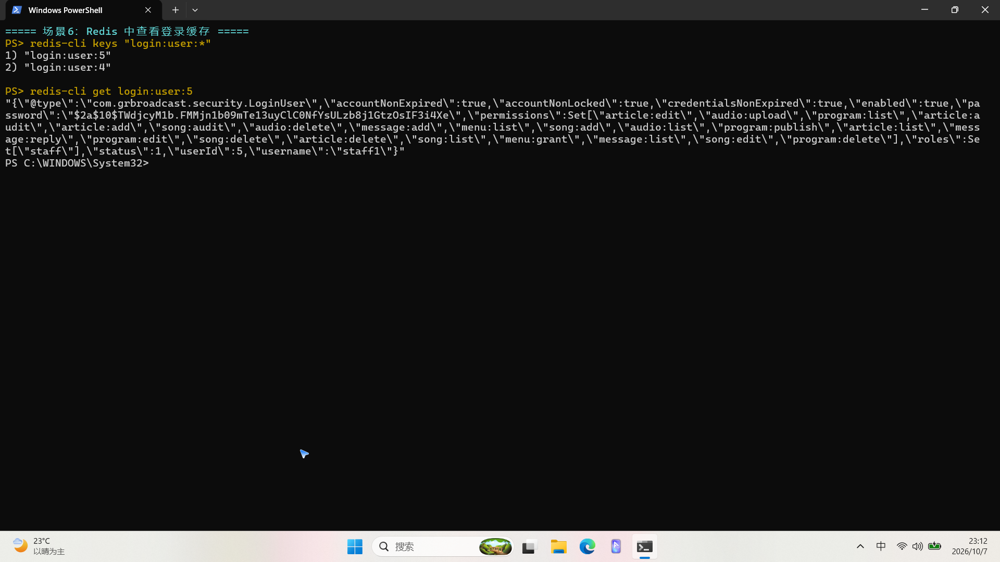 Windows PowerShell
===== 场景6: Redis 中查看登录缓存 =====
PS> redis-cli keys "login:user:*"
1) "login:user:5"
2) "login:user:4"
PS> redis-cli get login:user:5
"{\"@type\":\"com.grbroadcast.security.LoginUser\",\"accountNonExpired\":true,\"accountNonLocked\":true,\"credentialsNonExpired\":true,\"enabled\":true,\"pa
ssword\":\"$2a$10$TWdjcyM1b.FMMjn1b09mTe13uyClC0NfYsULzb8j1GtzOsIF3i4Xe\",\"permissions\":Set[\"article:edit\",\"audio:upload\",\"program:list\",\"article:a
udit\",\"article:add\",\"song:audit\",\"audio:delete\",\"message:add\",\"menu:list\",\"song:add\",\"audio:list\",\"program:publish\",\"article:list\",\"mess
age:reply\",\"program:edit\",\"song:delete\",\"article:delete\",\"song:list\",\"menu:grant\",\"message:list\",\"song:edit\",\"program:delete\"],\"roles\":Se
t[\"staff\"],\"status\":1,\"userId\":5,\"username\":\"staff1\"}"
PS C:\WINDOWS\System32>
23°C
以晴为主
搜索
中
23:12
2026/10/7